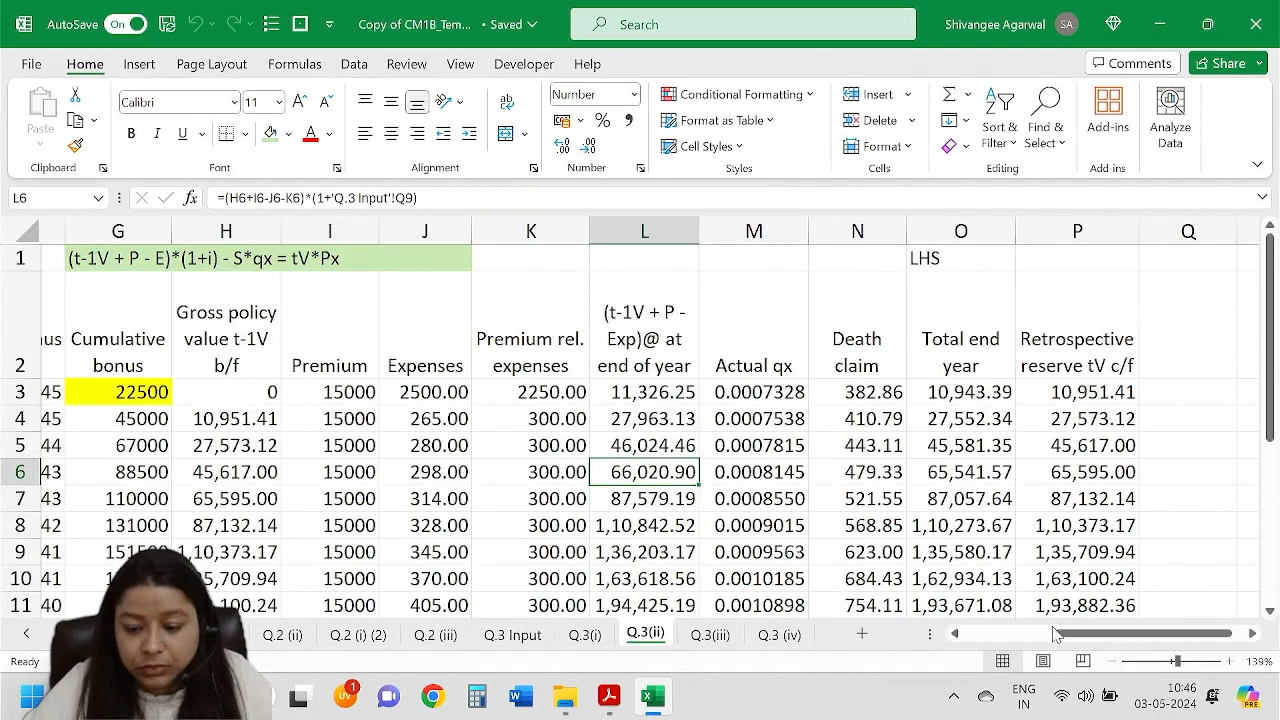 AutoSave On Copy of CM1B_Tem... • Saved Search Shivangee Agarwal SA
File Home Insert Page Layout Formulas Data Review View Developer Help Comments Share
Paste Calibri 11 Number Conditional Formatting Insert
B I U A Format as Table Delete Sort & Filter Find & Select Add-ins Analyze Data
Cell Styles Format
Clipboard Font Alignment Number Styles Cells Editing Add-ins
L6 fx =(H6+I6-J6-K6)*(1+'Q.3 Input'!Q9)
G H I J K L M N O P Q
1 (t-1V + P - E)*(1+i) - S*qx = tV*Px LHS
2 us Cumulative bonus Gross policy value t-1V b/f Premium Expenses Premium rel. expenses (t-1V + P - Exp)@ at end of year Actual qx Death claim Total end year Retrospective reserve tV c/f
3 45 22500 0 15000 2500.00 2250.00 11,326.25 0.0007328 382.86 10,943.39 10,951.41
4 45 45000 10,951.41 15000 265.00 300.00 27,963.13 0.0007538 410.79 27,552.34 27,573.12
5 44 67000 27,573.12 15000 280.00 300.00 46,024.46 0.0007815 443.11 45,581.35 45,617.00
6 43 88500 45,617.00 15000 298.00 300.00 66,020.90 0.0008145 479.33 65,541.57 65,595.00
7 43 110000 65,595.00 15000 314.00 300.00 87,579.19 0.0008550 521.55 87,057.64 87,132.14
8 42 131000 87,132.14 15000 328.00 300.00 1,10,842.52 0.0009015 568.85 1,10,273.67 1,10,373.17
9 41 1,10,373.17 15000 345.00 300.00 1,36,203.17 0.0009563 623.00 1,35,580.17 1,35,709.94
10 41 5,709.94 15000 370.00 300.00 1,63,618.56 0.0010185 684.43 1,62,934.13 1,63,100.24
11 40 100.24 15000 405.00 300.00 1,94,425.19 0.0010898 754.11 1,93,671.08 1,93,882.36
Q.2 (ii) Q.2 (i) (2) Q.2 (iii) Q.3 Input Q.3(i) Q.3(ii) Q.3(iii) Q.3 (iv)
Ready 139%
UV 1 ENG IN 10:46 03-05-2024 PRE